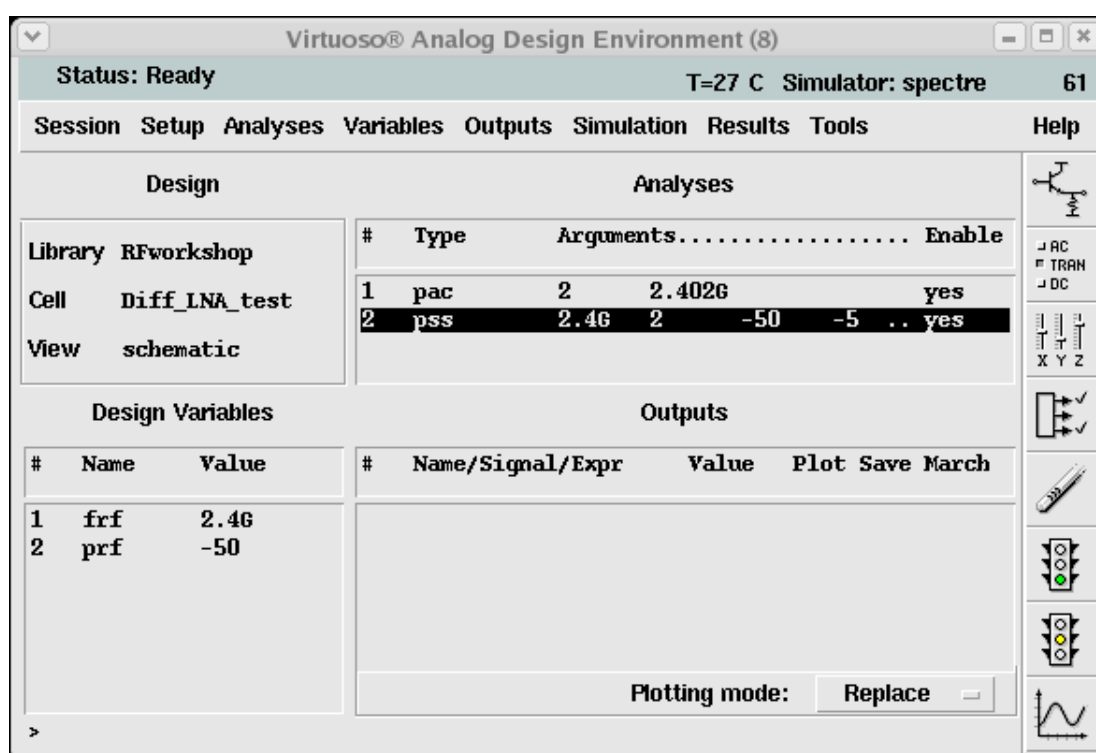 Virtuoso® Analog Design Environment (8)
Status: Ready T=27 C Simulator: spectre 61
Session Setup Analyses Variables Outputs Simulation Results Tools Help
Design
Library RFworkshop
Cell Diff_LNA_test
View schematic
Analyses
# Type Arguments................... Enable
1 pac 2 2.402G yes
2 pss 2.4G 2 -50 -5 .. yes
Design Variables
# Name Value
1 frf 2.4G
2 prf -50
Outputs
# Name/Signal/Expr Value Plot Save March
Plotting mode: Replace
>
AC
TRAN
DC
X Y Z